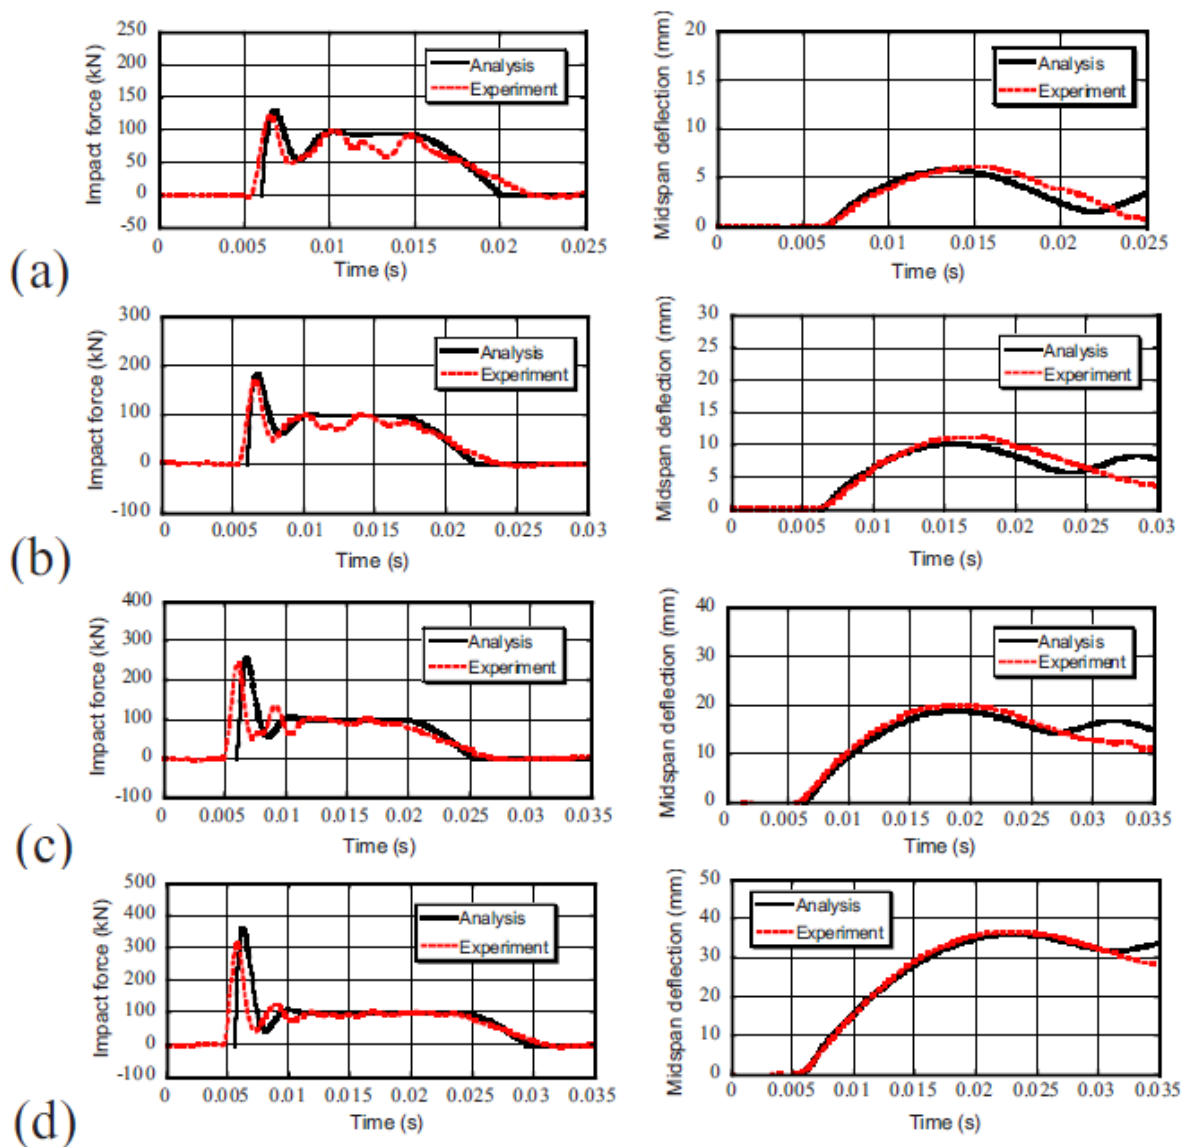 250
200
150
100
50
0
-50
Impact force (kN)
Analysis
Experiment
0 0.005 0.01 0.015 0.02 0.025
Time (s)
20
15
10
5
0
Midspan deflection (mm)
Analysis
Experiment
0 0.005 0.01 0.015 0.02 0.025
Time (s)
(a)
300
200
100
0
-100
Impact force (kN)
Analysis
Experiment
0 0.005 0.01 0.015 0.02 0.025 0.03
Time (s)
30
25
20
15
10
5
0
Midspan deflection (mm)
Analysis
Experiment
0 0.005 0.01 0.015 0.02 0.025 0.03
Time (s)
(b)
400
300
200
100
0
-100
Impact force (kN)
Analysis
Experiment
0 0.005 0.01 0.015 0.02 0.025 0.03 0.035
Time (s)
40
30
20
10
0
Midspan deflection (mm)
Analysis
Experiment
0 0.005 0.01 0.015 0.02 0.025 0.03 0.035
Time (s)
(c)
500
400
300
200
100
0
-100
Impact force (kN)
Analysis
Experiment
0 0.005 0.01 0.015 0.02 0.025 0.03 0.035
Time (s)
50
40
30
20
10
0
Midspan deflection (mm)
Analysis
Experiment
0 0.005 0.01 0.015 0.02 0.025 0.03 0.035
Time (s)
(d)